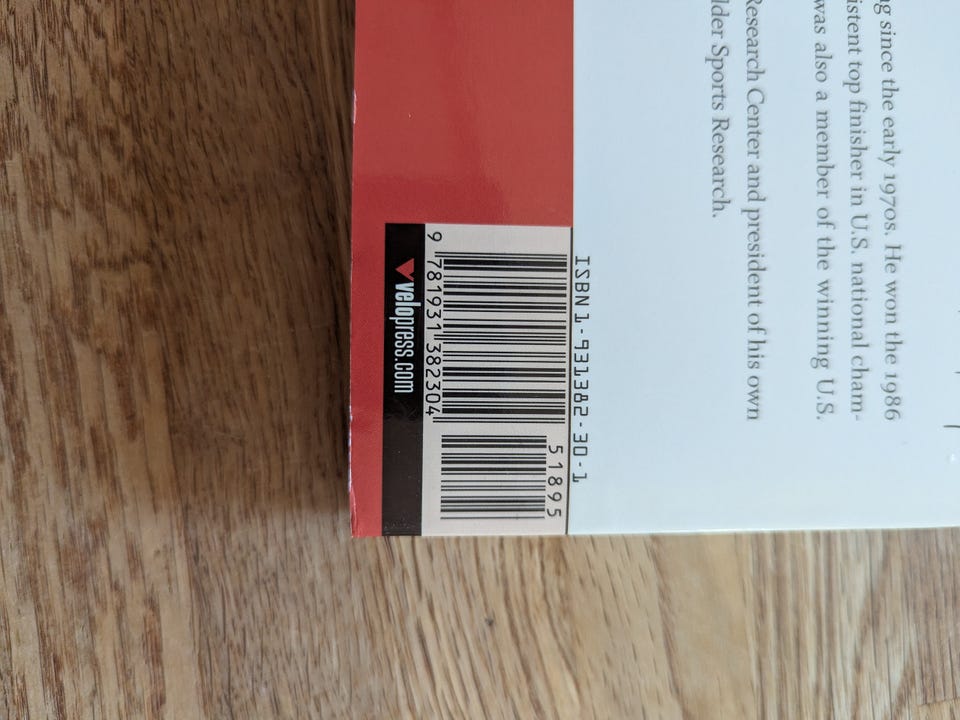 g since the early 1970s. He won the 1986
istent top finisher in U.S. national cham-
was also a member of the winning U.S.
Research Center and president of his own
lder Sports Research.
ISBN 1-931382-30-1
51895
9 781931 382304
velopress.com